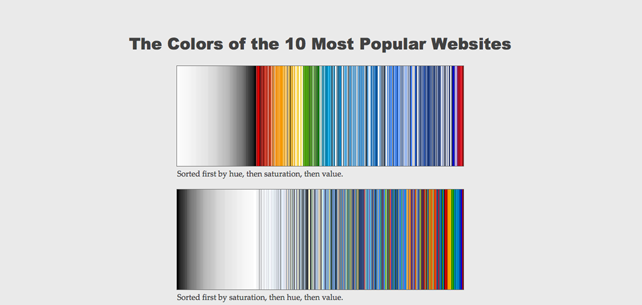 The Colors of the 10 Most Popular Websites
Sorted first by hue, then saturation, then value.
Sorted first by saturation, then hue, then value.